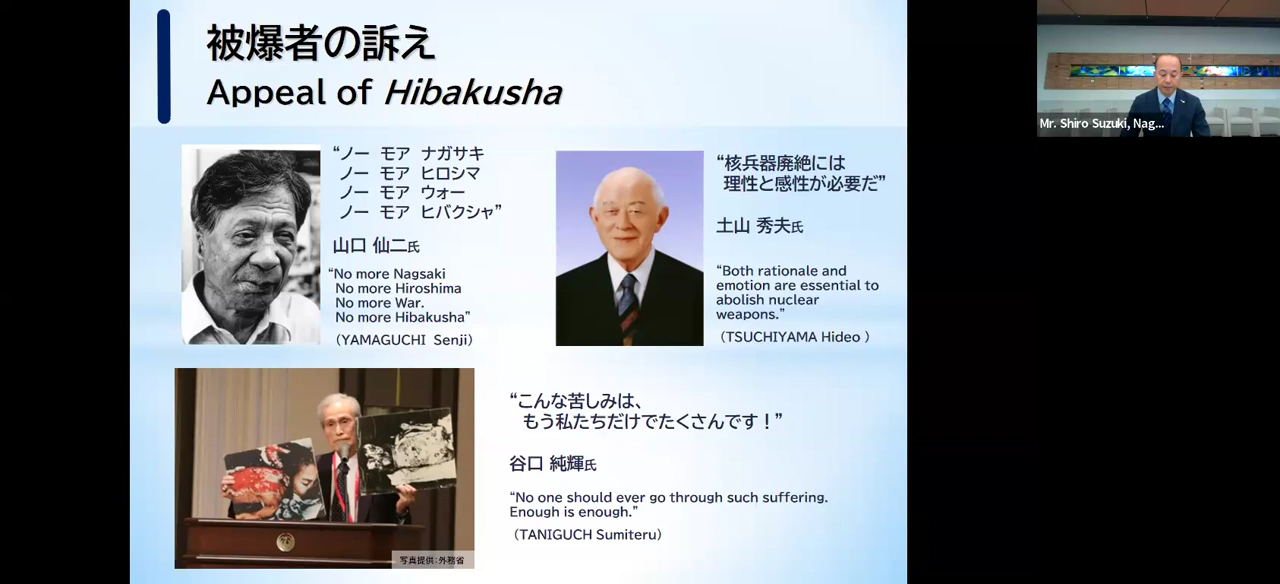 被爆者の訴え
Appeal of Hibakusha
“ノー モア ナガサキ
ノー モア ヒロシマ
ノー モア ウォー
ノー モア ヒバクシャ”
山口 仙二氏
“No more Nagsaki
No more Hiroshima
No more War.
No more Hibakusha”
（YAMAGUCHI Senji）
“核兵器廃絶には
理性と感性が必要だ”
土山 秀夫氏
“Both rationale and
emotion are essential to
abolish nuclear
weapons.”
（TSUCHIYAMA Hideo ）
“こんな苦しみは、
もう私たちだけでたくさんです！”
谷口 純輝氏
“No one should ever go through such suffering.
Enough is enough.”
（TANIGUCH Sumiteru）
写真提供：外務省
Mr. Shiro Suzuki, Nag...